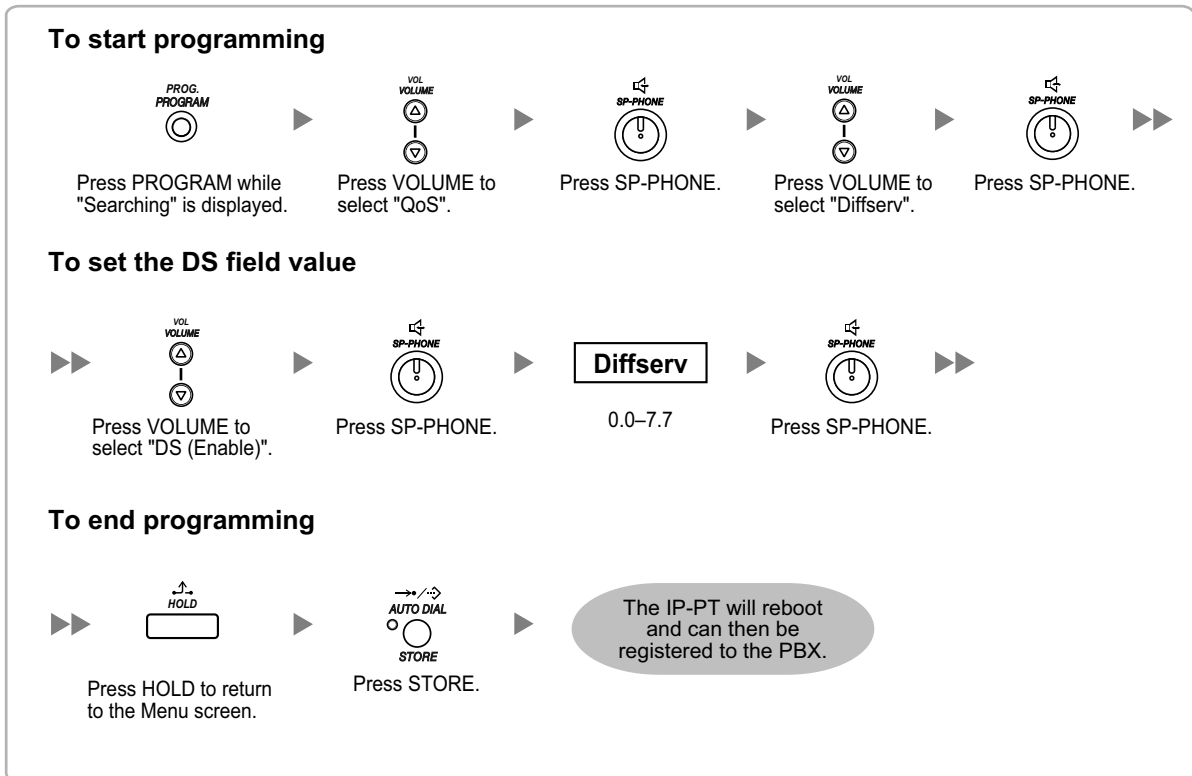 To start programming
PROG.
PROGRAM
Press PROGRAM while
"Searching" is displayed.
VOL
VOLUME
Press VOLUME to
select "QoS".
SP-PHONE
Press SP-PHONE.
VOL
VOLUME
Press VOLUME to
select "Diffserv".
SP-PHONE
Press SP-PHONE.
To set the DS field value
VOL
VOLUME
Press VOLUME to
select "DS (Enable)".
SP-PHONE
Press SP-PHONE.
Diffserv
0.0–7.7
SP-PHONE
Press SP-PHONE.
To end programming
HOLD
Press HOLD to return
to the Menu screen.
AUTO DIAL
STORE
Press STORE.
The IP-PT will reboot
and can then be
registered to the PBX.